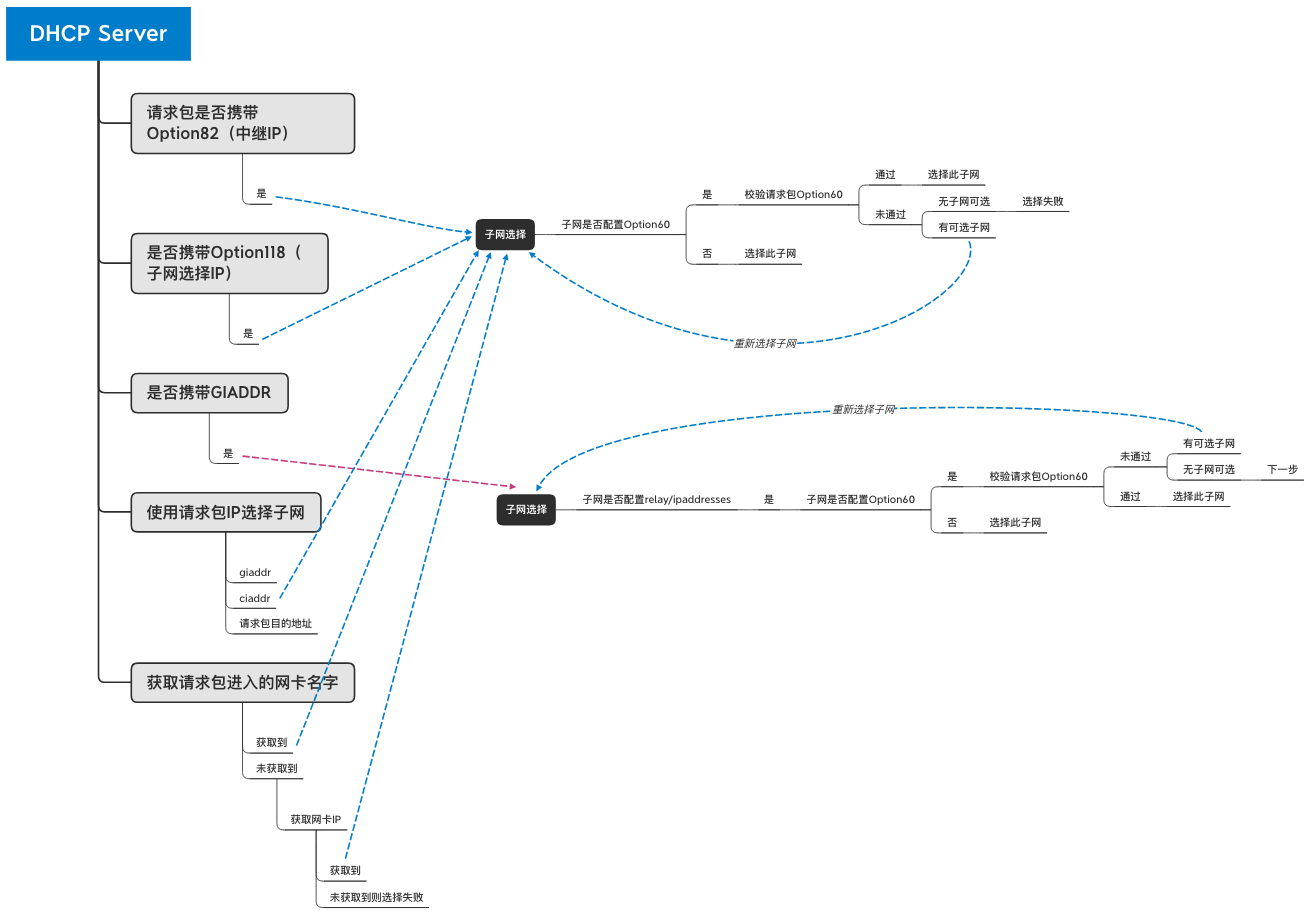 DHCP Server
请求包是否携带
Option82（中继IP）
是
是否携带Option118（
子网选择IP）
是
是否携带GIADDR
是
使用请求包IP选择子网
giaddr
ciaddr
请求包目的地址
获取请求包进入的网卡名字
获取到
未获取到
获取网卡IP
获取到
未获取到则选择失败
子网选择
子网是否配置Option60
是
校验请求包Option60
通过
选择此子网
未通过
无子网可选
选择失败
有可选子网
否
选择此子网
重新选择子网
重新选择子网
子网选择
子网是否配置relay/ipaddresses
是
子网是否配置Option60
是
校验请求包Option60
未通过
有可选子网
无子网可选
下一步
通过
选择此子网
否
选择此子网